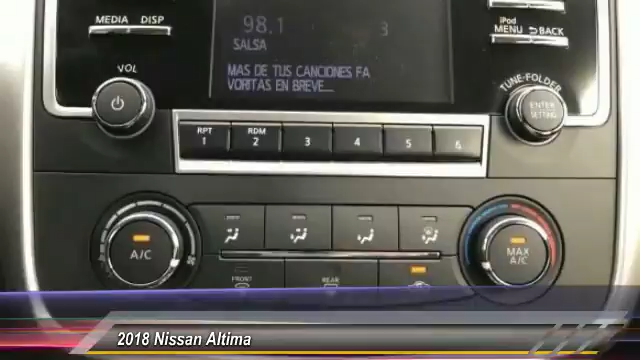 MEDIA DISP
98.1
3
SALSA
MAS DE TUS CANCIONES FA
VORITAS EN BREVE...
iPod
MENU BACK
VOL
TUNE·FOLDER
ENTER
SETTING
RPT
1
RDM
2
3
4
5
6
A/C
MAX
A/C
FRONT
REAR
2018 Nissan Altima